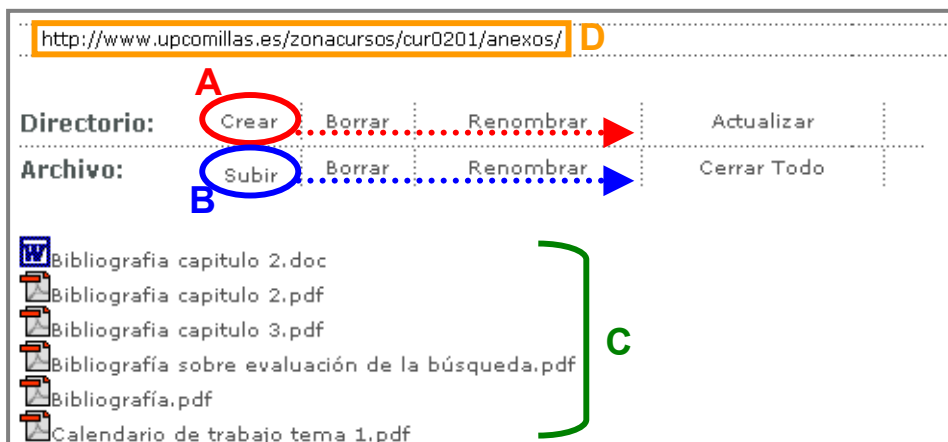 http://www.upcomillas.es/zonacursos/cur0201/anexos/ D
A
Directorio: Crear Borrar Renombrar Actualizar
Archivo: Subir Borrar Renombrar Cerrar Todo
B
Bibliografia capitulo 2.doc
Bibliografia capitulo 2.pdf
Bibliografia capitulo 3.pdf
C
Bibliografía sobre evaluación de la búsqueda.pdf
Bibliografía.pdf
Calendario de trabajo tema 1.pdf